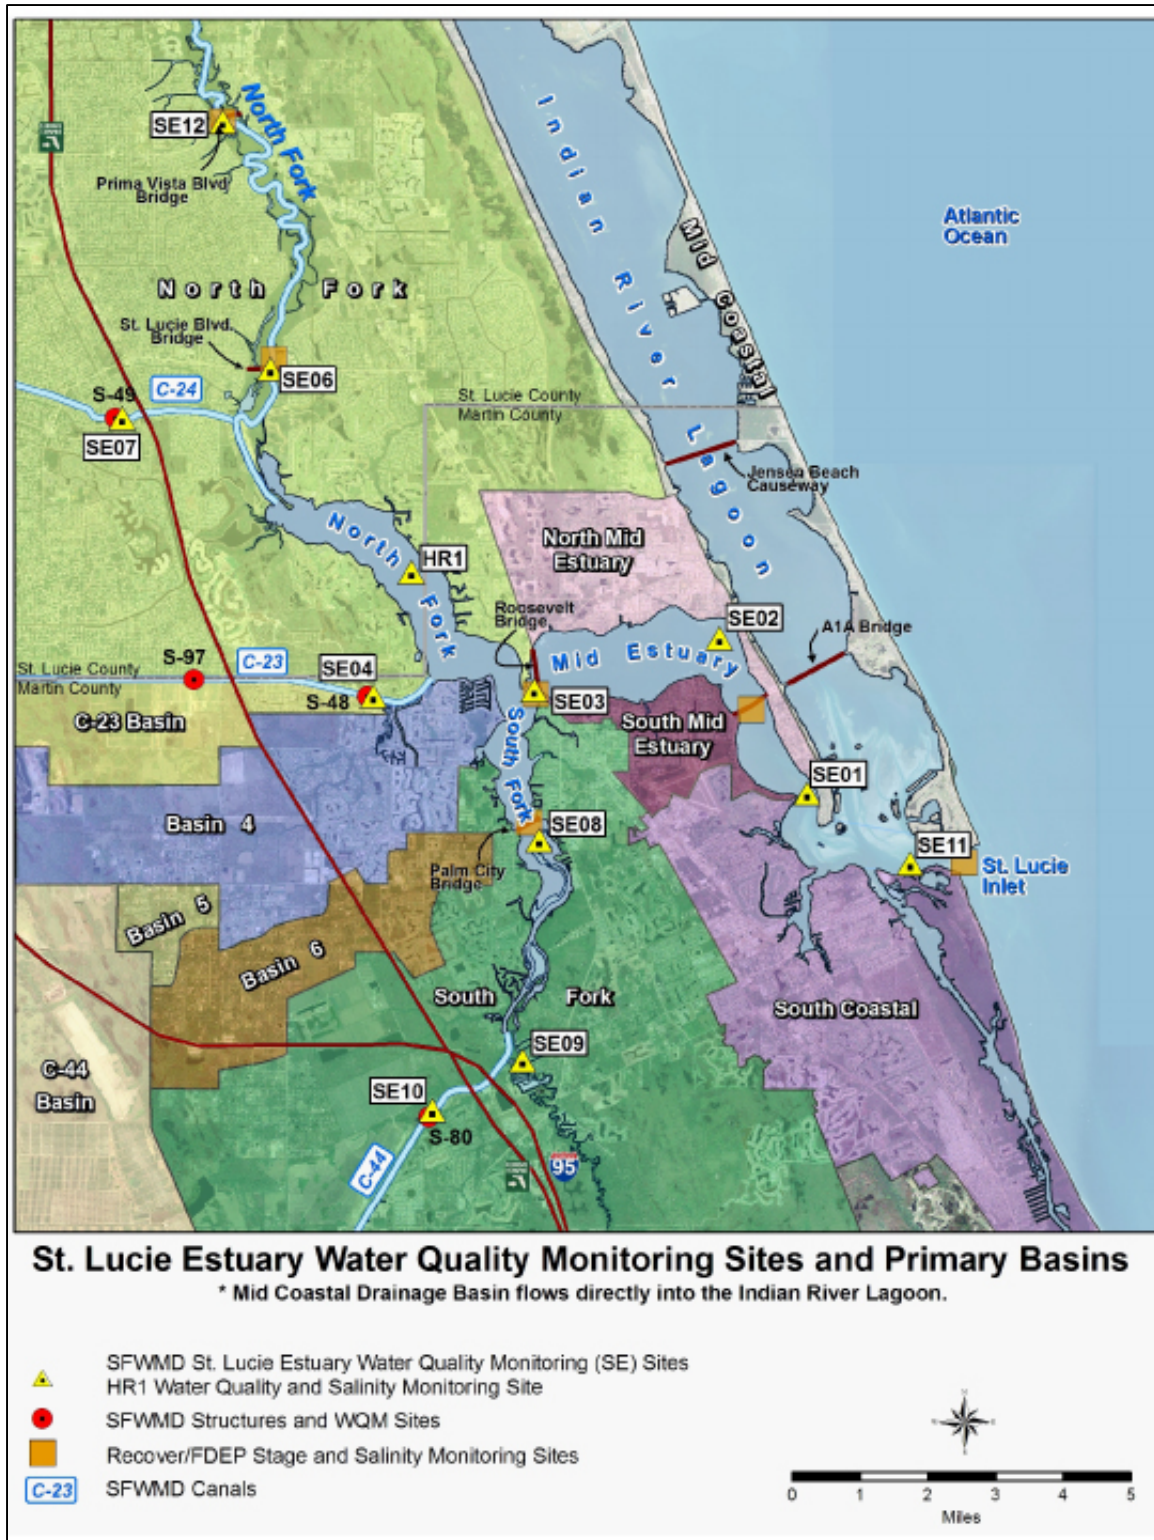 SE12
North Fork
Prima Vista Blvd
Bridge
Indian River Lagoon
Mid Coastal
Atlantic
Ocean
North Fork
St. Lucie Blvd.
Bridge
SE06
S-49
C-24
SE07
St. Lucie County
Martin County
Jensen Beach
Causeway
North Fork
HR1
North Mid
Estuary
Roosevelt
Bridge
SE02
A1A Bridge
Mid Estuary
St. Lucie County
Martin County
S-97
C-23
SE04
S-48
SE03
C-23 Basin
South Fork
South Mid
Estuary
SE01
Basin 4
SE08
Palm City
Bridge
SE11
St. Lucie
Inlet
Basin 5
Basin 6
South Fork
South Coastal
SE09
C-44
Basin
SE10
S-80
C-44
95
St. Lucie Estuary Water Quality Monitoring Sites and Primary Basins
* Mid Coastal Drainage Basin flows directly into the Indian River Lagoon.
SFWMD St. Lucie Estuary Water Quality Monitoring (SE) Sites
HR1 Water Quality and Salinity Monitoring Site
SFWMD Structures and WQM Sites
Recover/FDEP Stage and Salinity Monitoring Sites
C-23 SFWMD Canals
N
W E
S
0 1 2 3 4 5
Miles